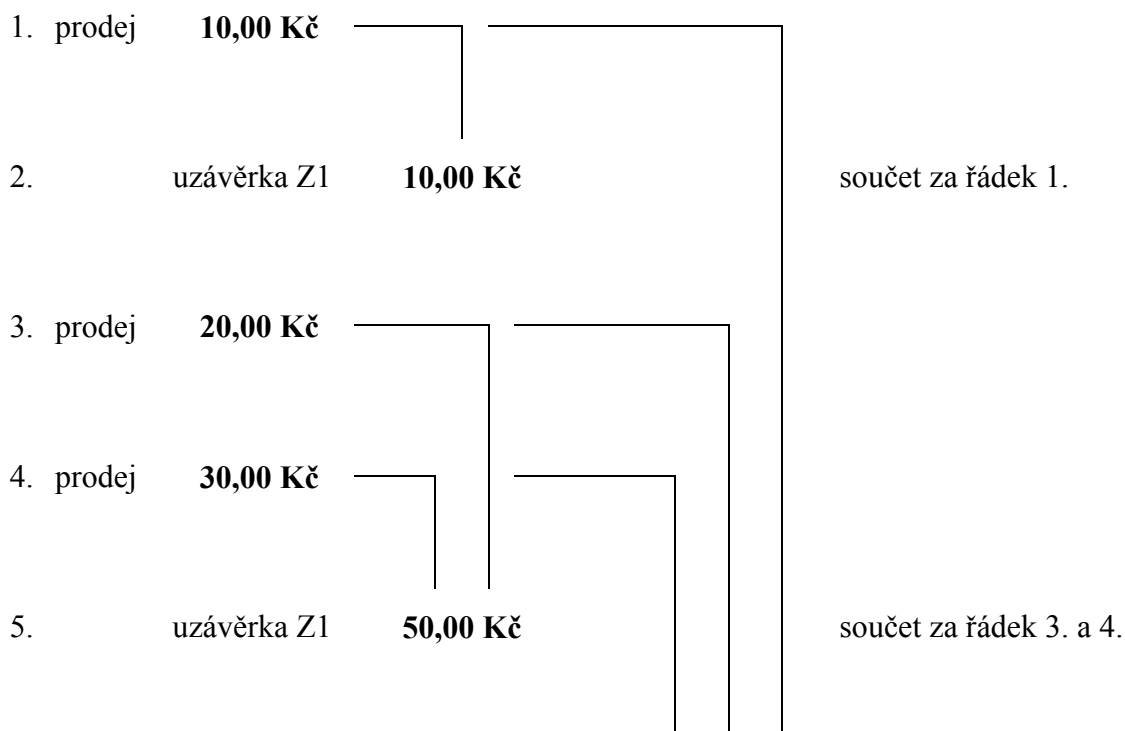 1. prodej 10,00 Kč
2. uzávěrka Z1 10,00 Kč součet za řádek 1.
3. prodej 20,00 Kč
4. prodej 30,00 Kč
5. uzávěrka Z1 50,00 Kč součet za řádek 3. a 4.